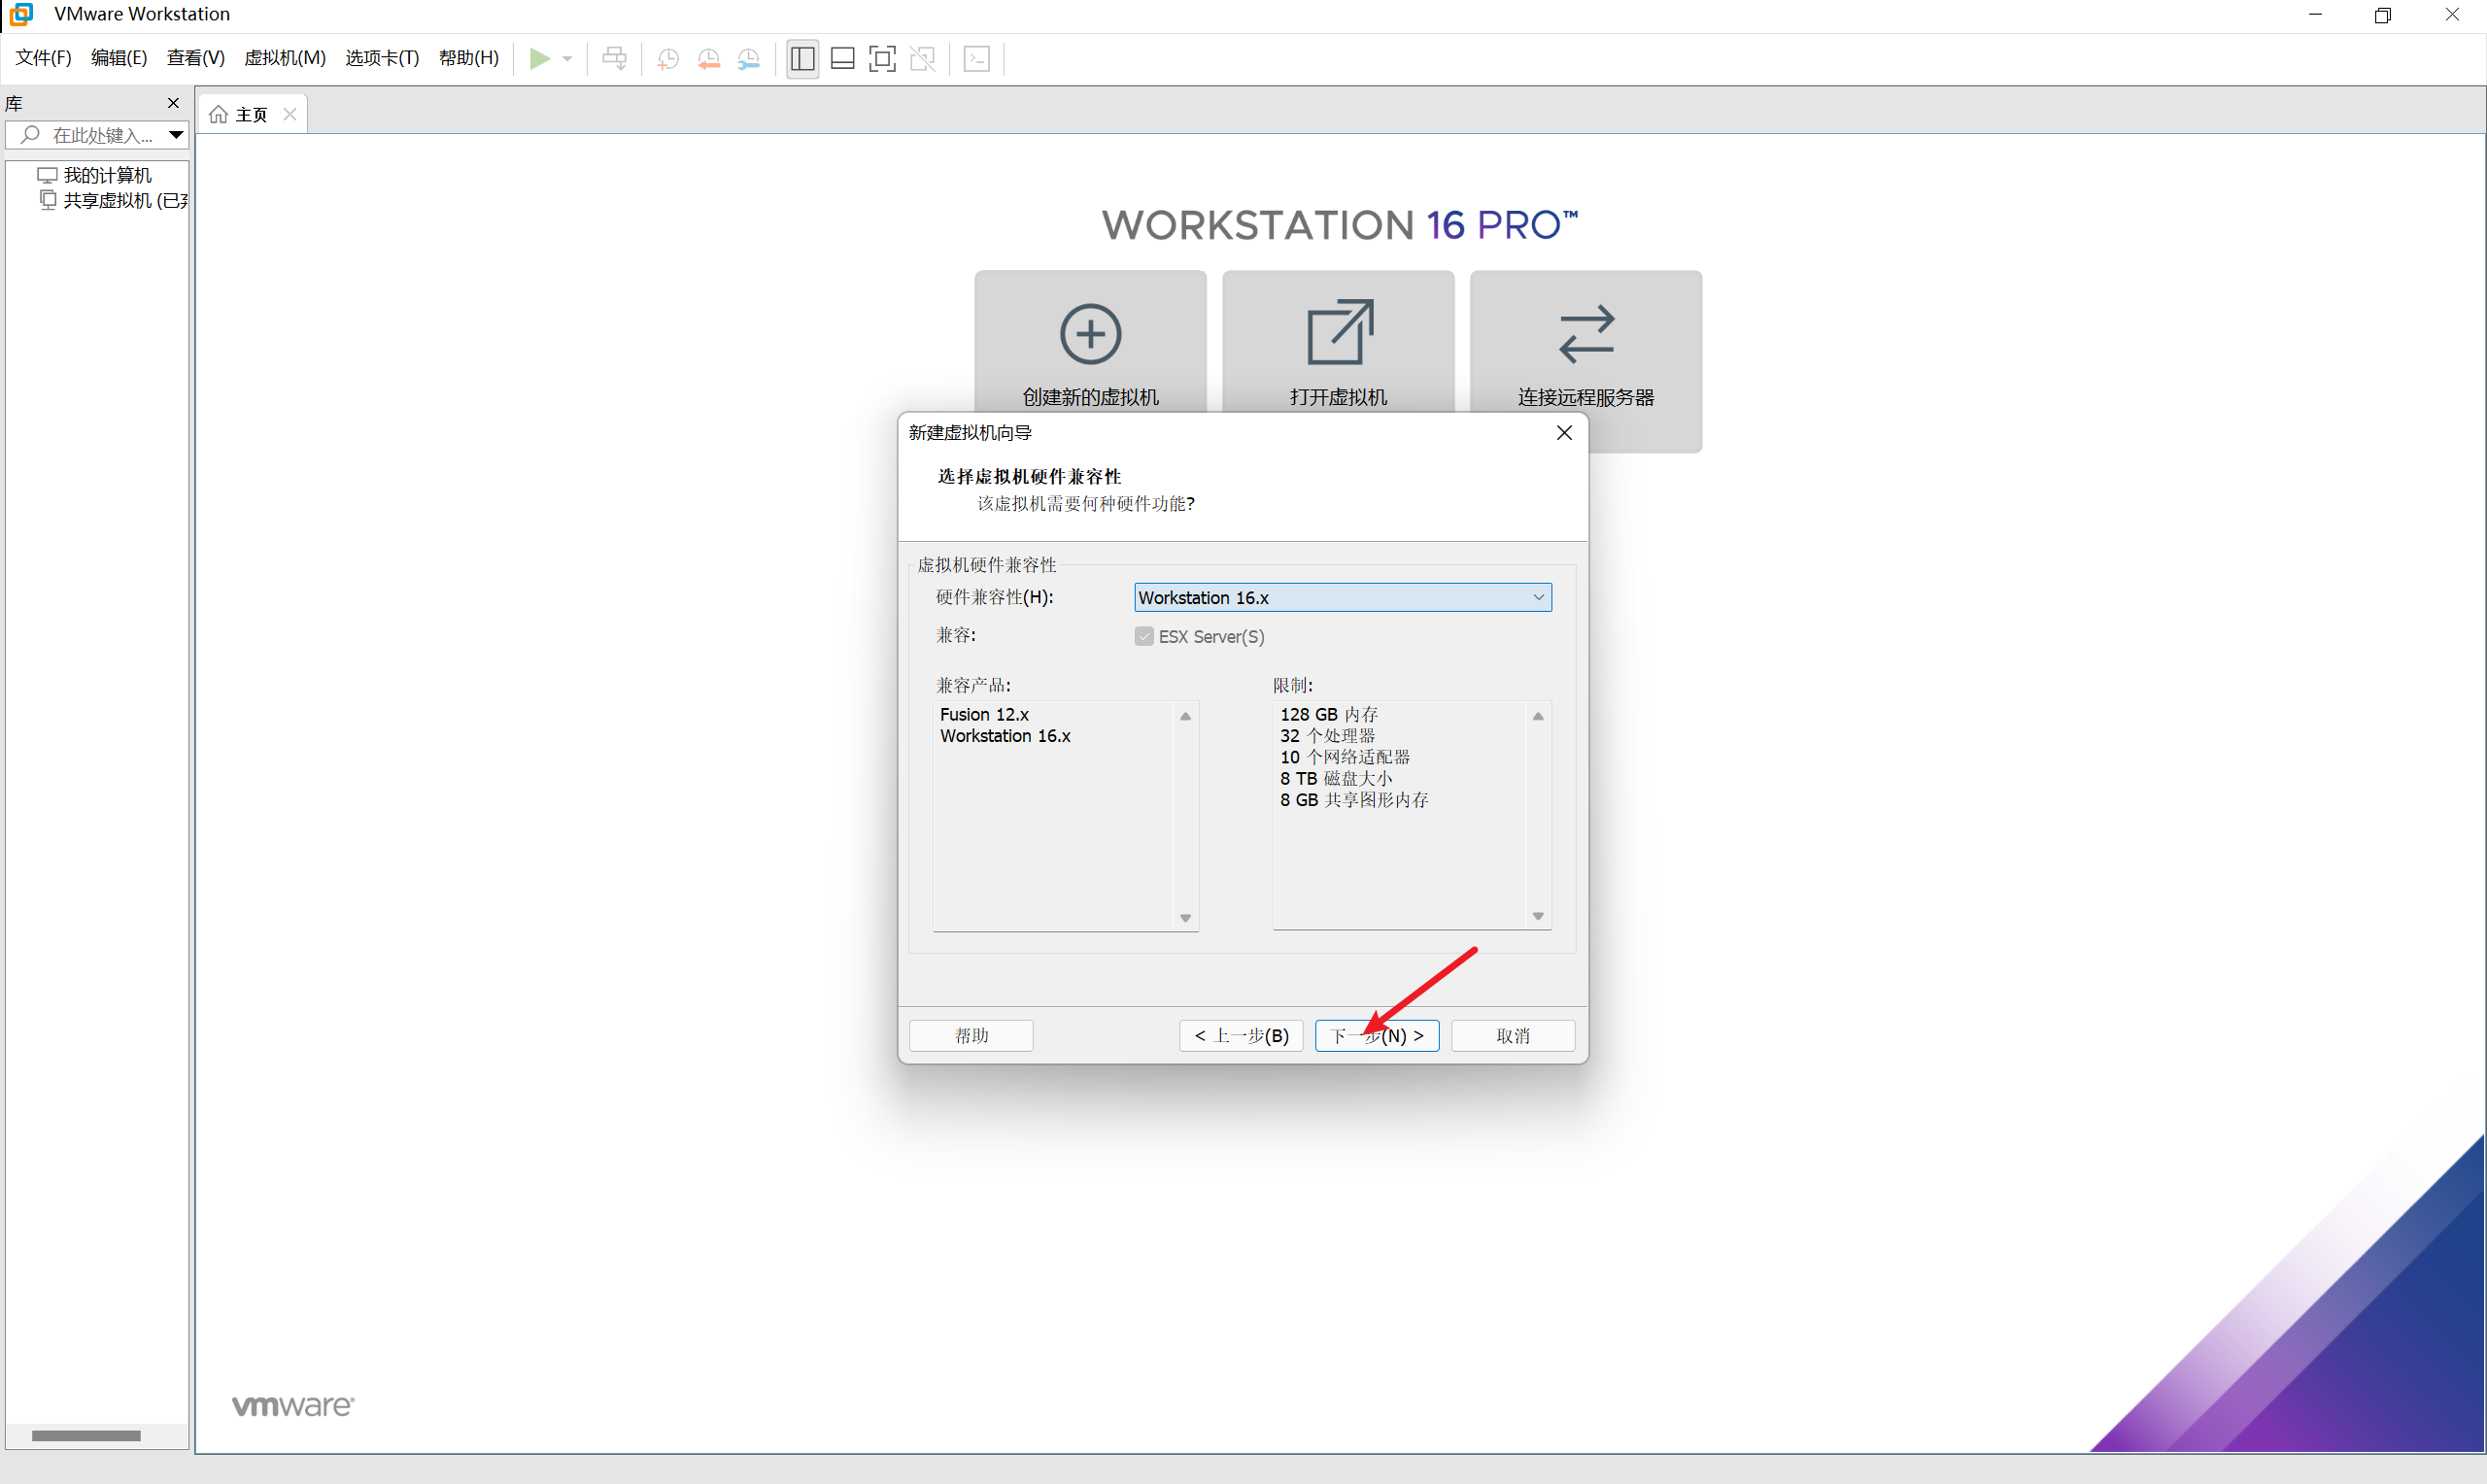 VMware Workstation
文件(F) 编辑(E) 查看(V) 虚拟机(M) 选项卡(T) 帮助(H)
库
在此处键入...
我的计算机
共享虚拟机 (已
主页
WORKSTATION 16 PRO™
创建新的虚拟机
打开虚拟机
连接远程服务器
新建虚拟机向导
选择虚拟机硬件兼容性
该虚拟机需要何种硬件功能?
虚拟机硬件兼容性
硬件兼容性(H):
Workstation 16.x
兼容:
ESX Server(S)
兼容产品:
Fusion 12.x
Workstation 16.x
限制:
128 GB 内存
32 个处理器
10 个网络适配器
8 TB 磁盘大小
8 GB 共享图形内存
帮助
< 上一步(B)
下一步(N) >
取消
vmware®